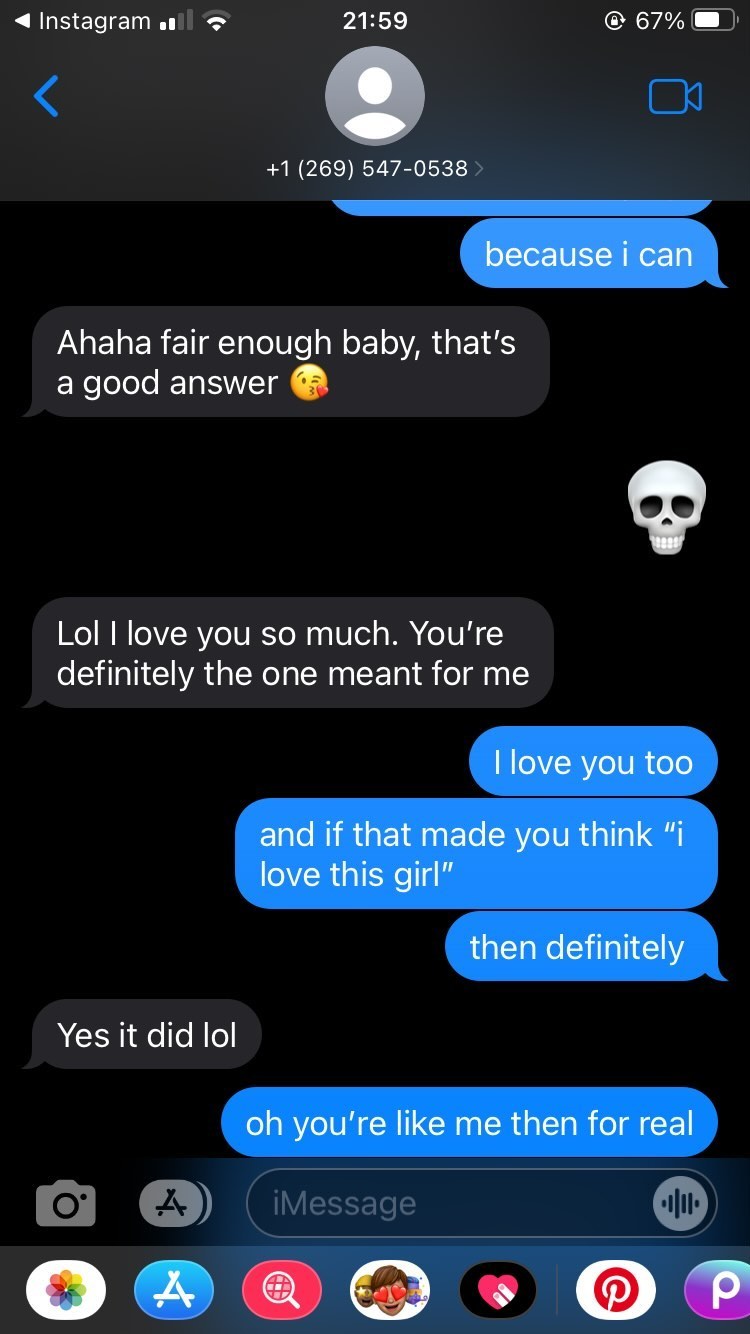 Instagram
21:59
67%
+1 (269) 547-0538
because i can
Ahaha fair enough baby, that's
a good answer 😘
💀
Lol I love you so much. You're
definitely the one meant for me
I love you too
and if that made you think “i
love this girl”
then definitely
Yes it did lol
oh you're like me then for real
iMessage